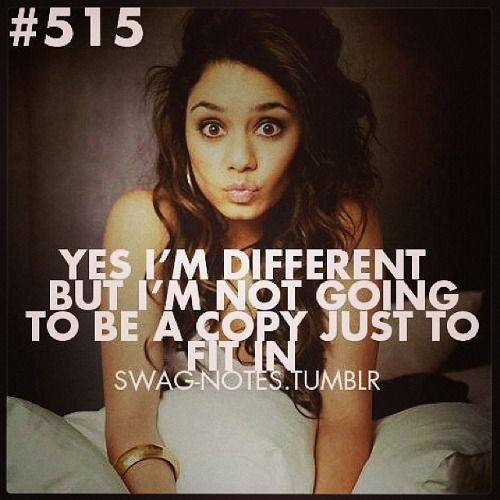 #515
YES I'M DIFFERENT
BUT I'M NOT GOING
TO BE A COPY JUST TO
FIT IN
SWAG-NOTES.TUMBLR